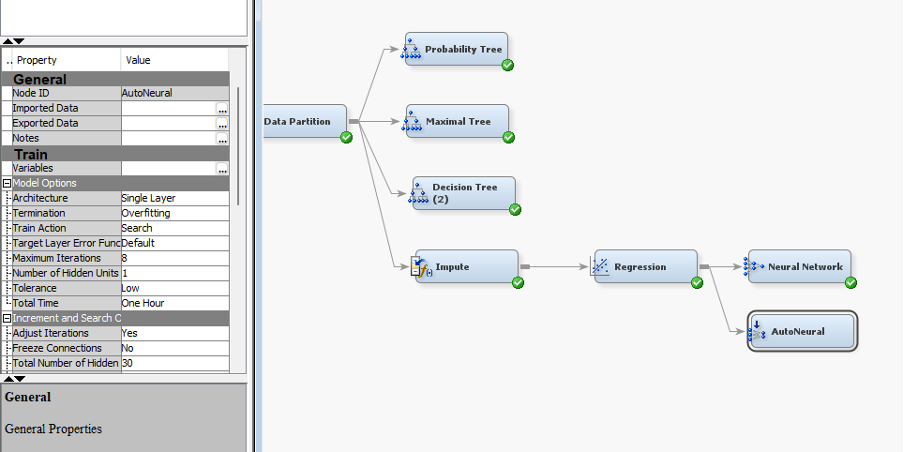 .. Property Value
General
Node ID AutoNeural
Imported Data ...
Exported Data ...
Notes ...
Train
Variables ...
Model Options
Architecture Single Layer
Termination Overfitting
Train Action Search
Target Layer Error Func Default
Maximum Iterations 8
Number of Hidden Units 1
Tolerance Low
Total Time One Hour
Increment and Search O
Adjust Iterations Yes
Freeze Connections No
Total Number of Hidden 30
General
General Properties
Data Partition
Probability Tree
Maximal Tree
Decision Tree
(2)
Impute
Regression
Neural Network
AutoNeural